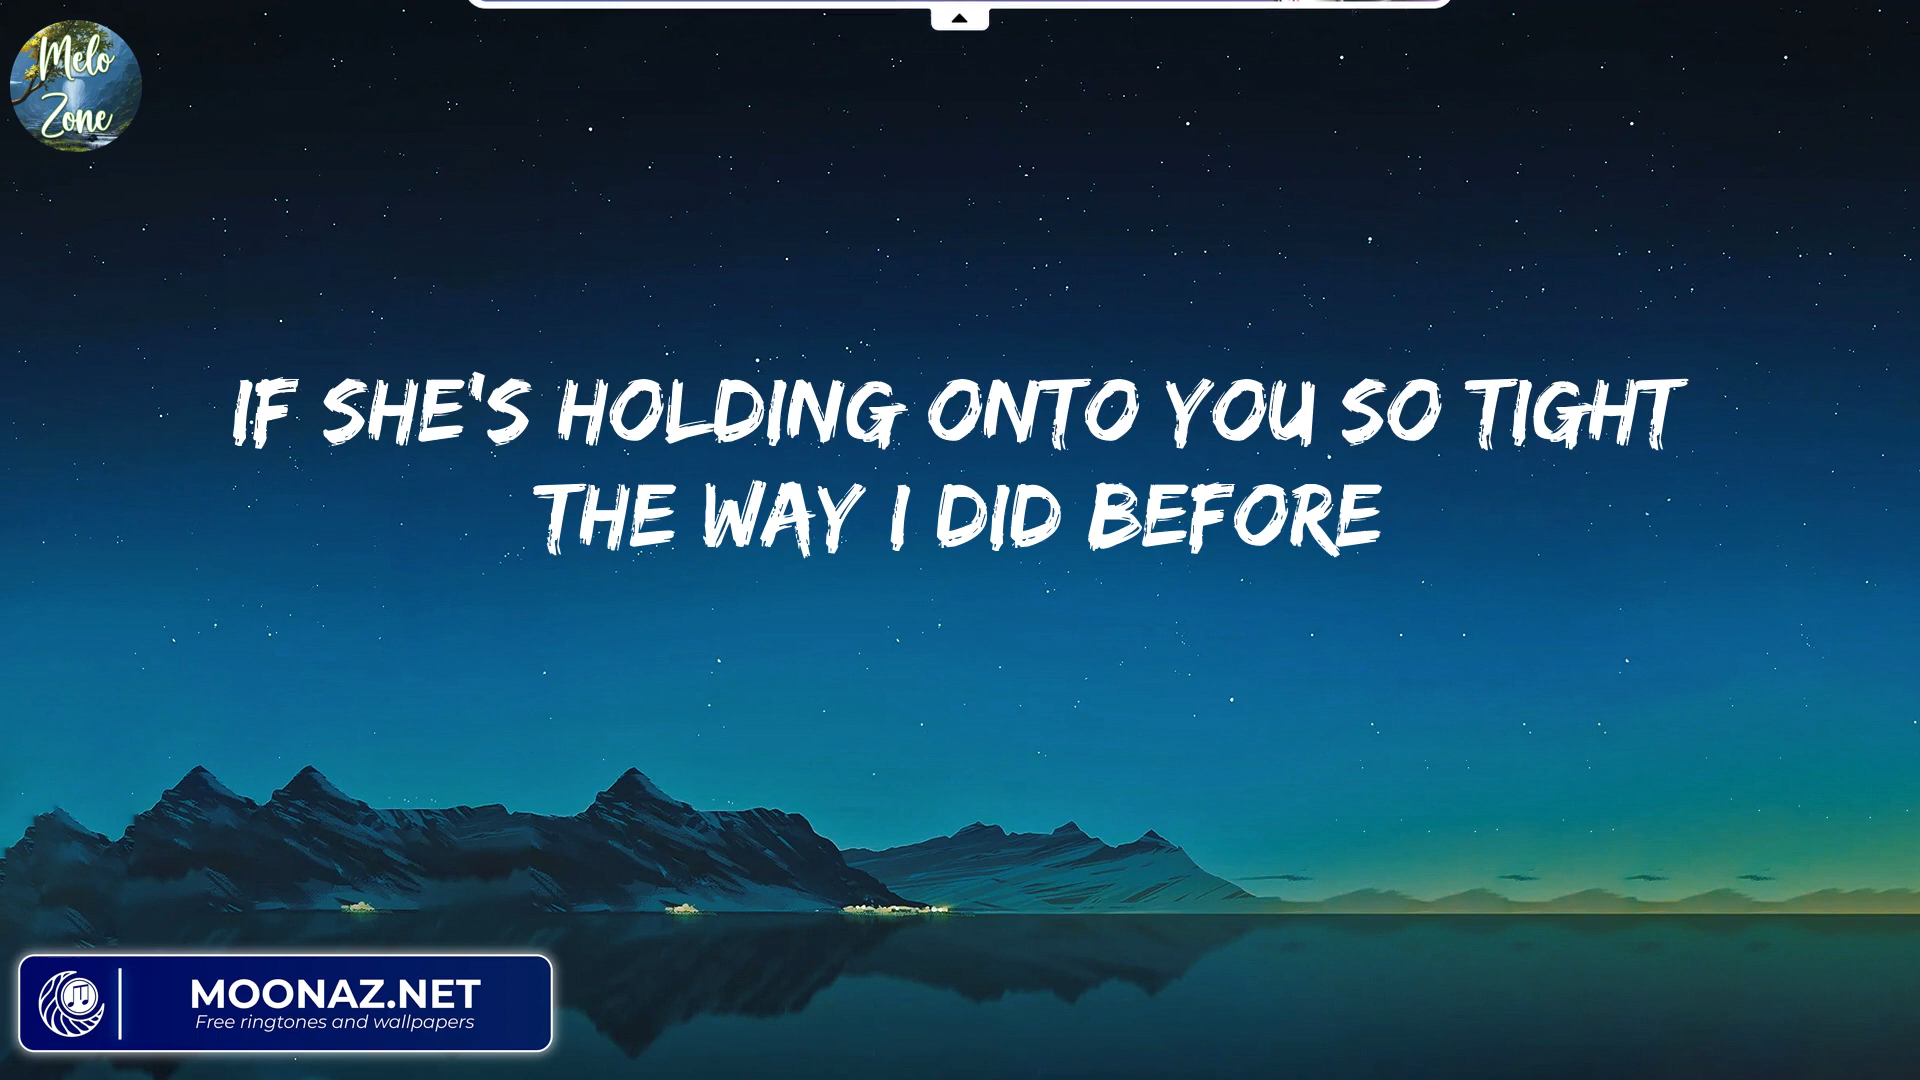 Melo
Zone
IF SHE'S HOLDING ONTO YOU SO TIGHT
THE WAY I DID BEFORE
MOONAZ.NET
Free ringtones and wallpapers